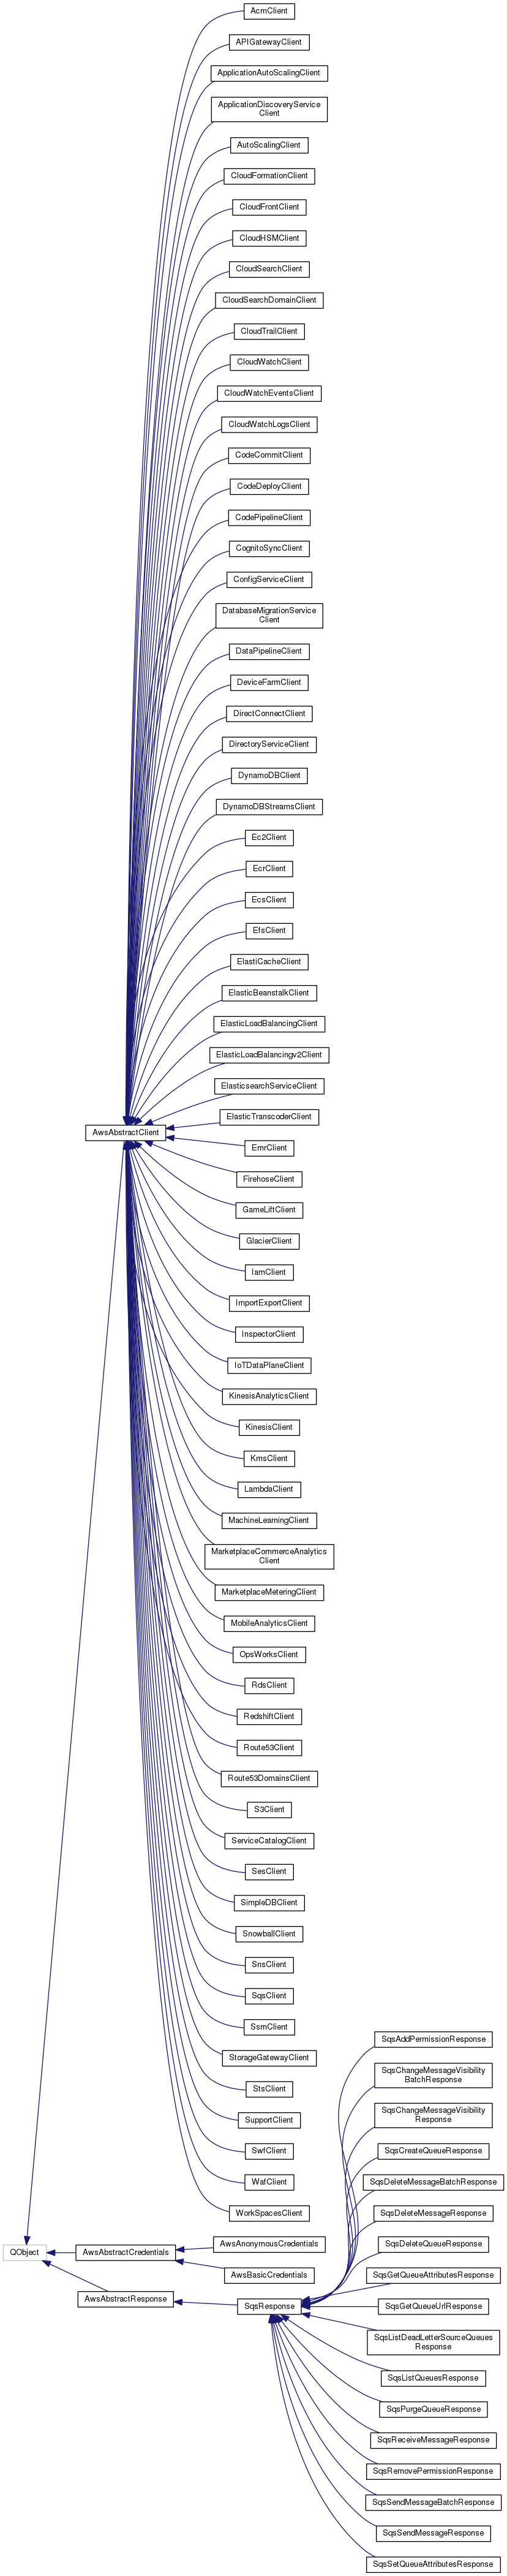 AcmClient
APIGatewayClient
ApplicationAutoScalingClient
ApplicationDiscoveryService
Client
AutoScalingClient
CloudFormationClient
CloudFrontClient
CloudHSMClient
CloudSearchClient
CloudSearchDomainClient
CloudTrailClient
CloudWatchClient
CloudWatchEventsClient
CloudWatchLogsClient
CodeCommitClient
CodeDeployClient
CodePipelineClient
CognitoSyncClient
ConfigServiceClient
DatabaseMigrationService
Client
DataPipelineClient
DeviceFarmClient
DirectConnectClient
DirectoryServiceClient
DynamoDBClient
DynamoDBStreamsClient
Ec2Client
EcrClient
EcsClient
EfsClient
ElastiCacheClient
ElasticBeanstalkClient
ElasticLoadBalancingClient
ElasticLoadBalancingv2Client
ElasticsearchServiceClient
ElasticTranscoderClient
AwsAbstractClient
EmrClient
FirehoseClient
GameLiftClient
GlacierClient
IamClient
ImportExportClient
InspectorClient
IoTDataPlaneClient
KinesisAnalyticsClient
KinesisClient
KmsClient
LambdaClient
MachineLearningClient
MarketplaceCommerceAnalytics
Client
MarketplaceMeteringClient
MobileAnalyticsClient
OpsWorksClient
RdsClient
RedshiftClient
Route53Client
Route53DomainsClient
S3Client
ServiceCatalogClient
SesClient
SimpleDBClient
SnowballClient
SnsClient
SqsClient
SsmClient
StorageGatewayClient
StsClient
SupportClient
SwfClient
WafClient
WorkSpacesClient
QObject
AwsAbstractCredentials
AwsAnonymousCredentials
AwsBasicCredentials
AwsAbstractResponse
SqsResponse
SqsAddPermissionResponse
SqsChangeMessageVisibility
BatchResponse
SqsChangeMessageVisibility
Response
SqsCreateQueueResponse
SqsDeleteMessageBatchResponse
SqsDeleteMessageResponse
SqsDeleteQueueResponse
SqsGetQueueAttributesResponse
SqsGetQueueUrlResponse
SqsListDeadLetterSourceQueues
Response
SqsListQueuesResponse
SqsPurgeQueueResponse
SqsReceiveMessageResponse
SqsRemovePermissionResponse
SqsSendMessageBatchResponse
SqsSendMessageResponse
SqsSetQueueAttributesResponse